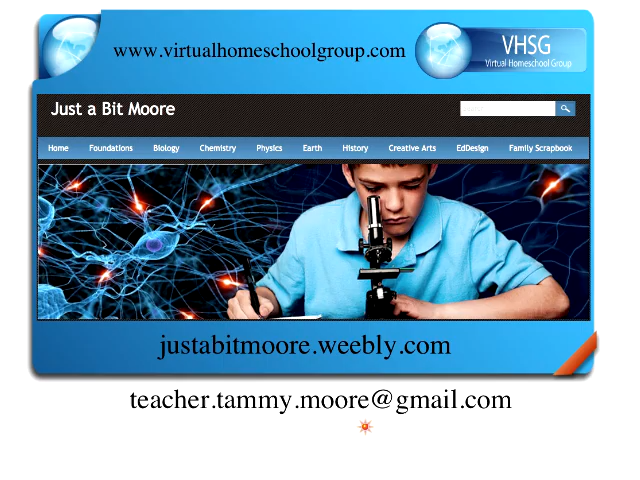 www.virtualhomeschoolgroup.com
VHSG
Virtual Homeschool Group
Just a Bit Moore
Home Foundations Biology Chemistry Physics Earth History Creative Arts EdDesign Family Scrapbook
justabitmoore.weebly.com
teacher.tammy.moore@gmail.com